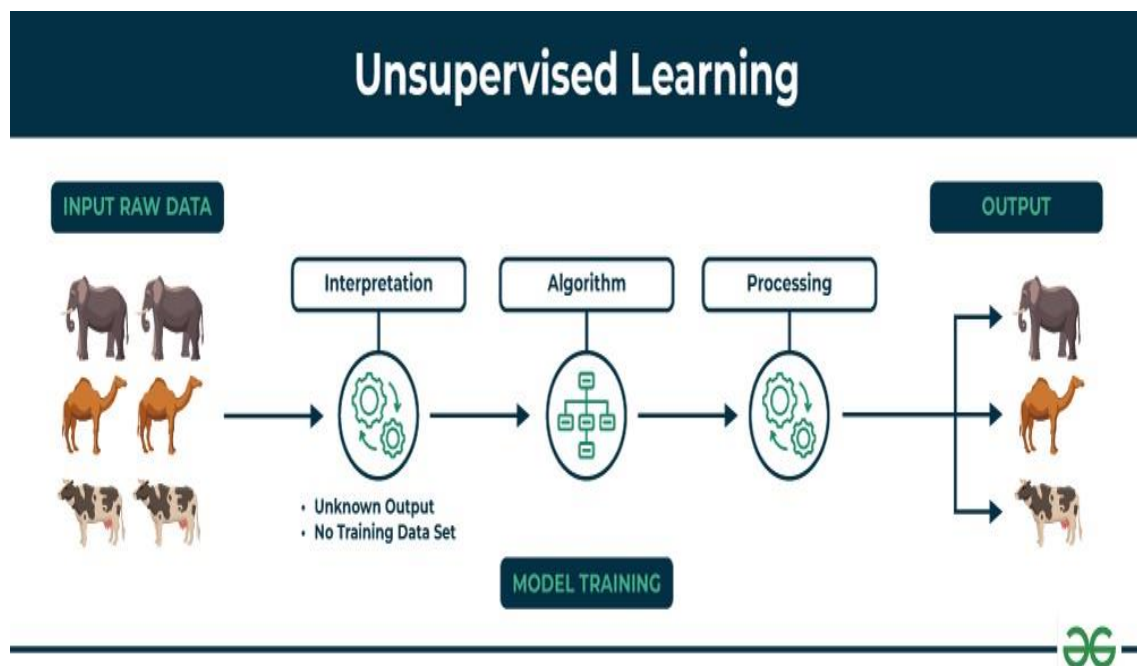 Unsupervised Learning
INPUT RAW DATA
OUTPUT
Interpretation
Algorithm
Processing
• Unknown Output
• No Training Data Set
MODEL TRAINING